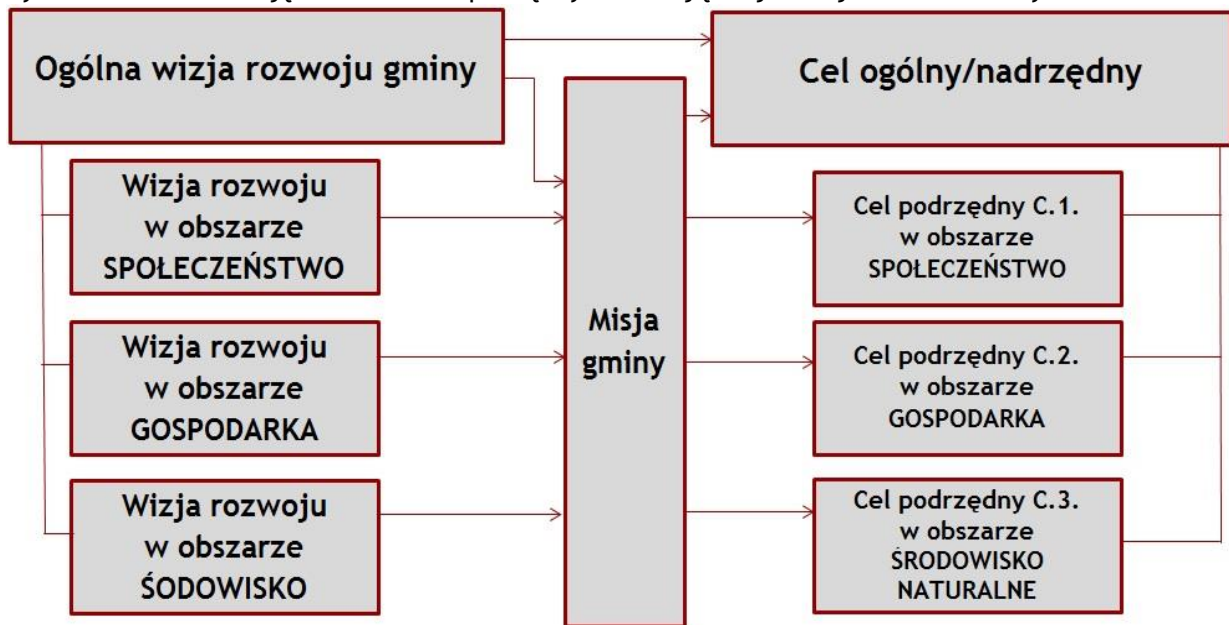 Ogólna wizja rozwoju gminy
Cel ogólny/nadrzędny
Wizja rozwoju
w obszarze
SPOŁECZEŃSTWO
Wizja rozwoju
w obszarze
GOSPODARKA
Wizja rozwoju
w obszarze
ŚODOWISKO
Misja
gminy
Cel podrzędny C.1.
w obszarze
SPOŁECZEŃSTWO
Cel podrzędny C.2.
w obszarze
GOSPODARKA
Cel podrzędny C.3.
w obszarze
ŚRODOWISKO
NATURALNE